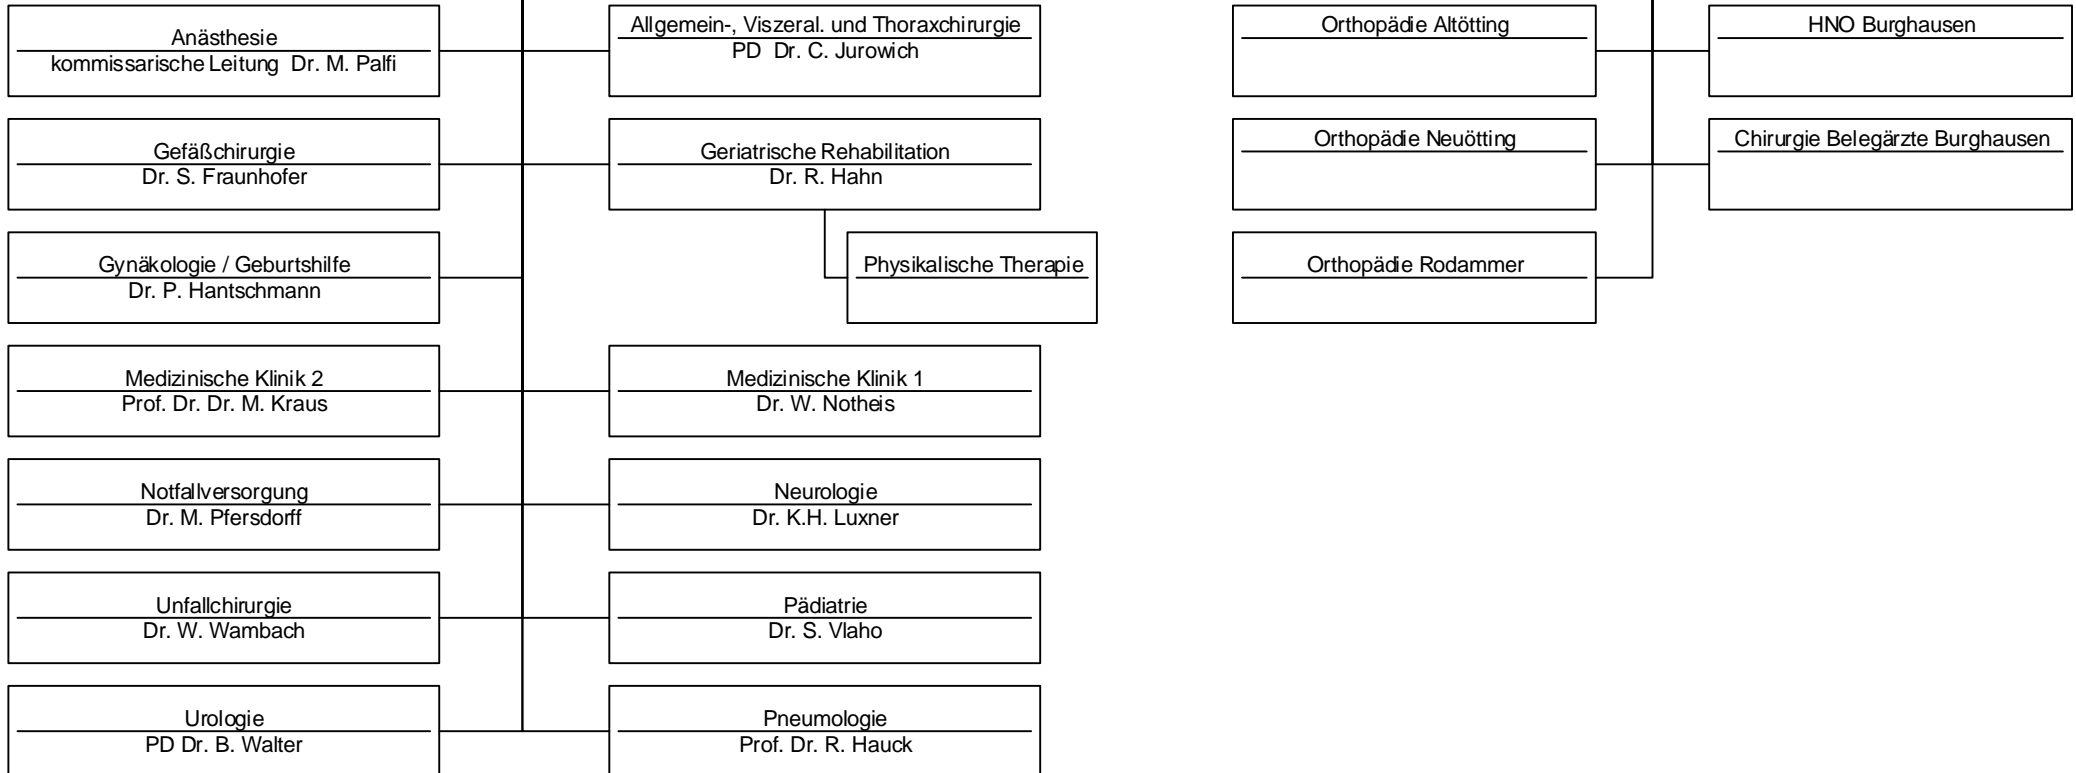 Anästhesie
kommissarische Leitung Dr. M. Palfi
Allgemein-, Viszeral. und Thoraxchirurgie
PD Dr. C. Jurowich
Orthopädie Altötting
HNO Burghausen
Gefäßchirurgie
Dr. S. Fraunhofer
Geriatrische Rehabilitation
Dr. R. Hahn
Orthopädie Neuötting
Chirurgie Belegärzte Burghausen
Gynäkologie / Geburtshilfe
Dr. P. Hantschmann
Physikalische Therapie
Orthopädie Rodammer
Medizinische Klinik 2
Prof. Dr. Dr. M. Kraus
Medizinische Klinik 1
Dr. W. Notheis
Notfallversorgung
Dr. M. Pfersdorff
Neurologie
Dr. K.H. Luxner
Unfallchirurgie
Dr. W. Wambach
Pädiatrie
Dr. S. Vlaho
Urologie
PD Dr. B. Walter
Pneumologie
Prof. Dr. R. Hauck